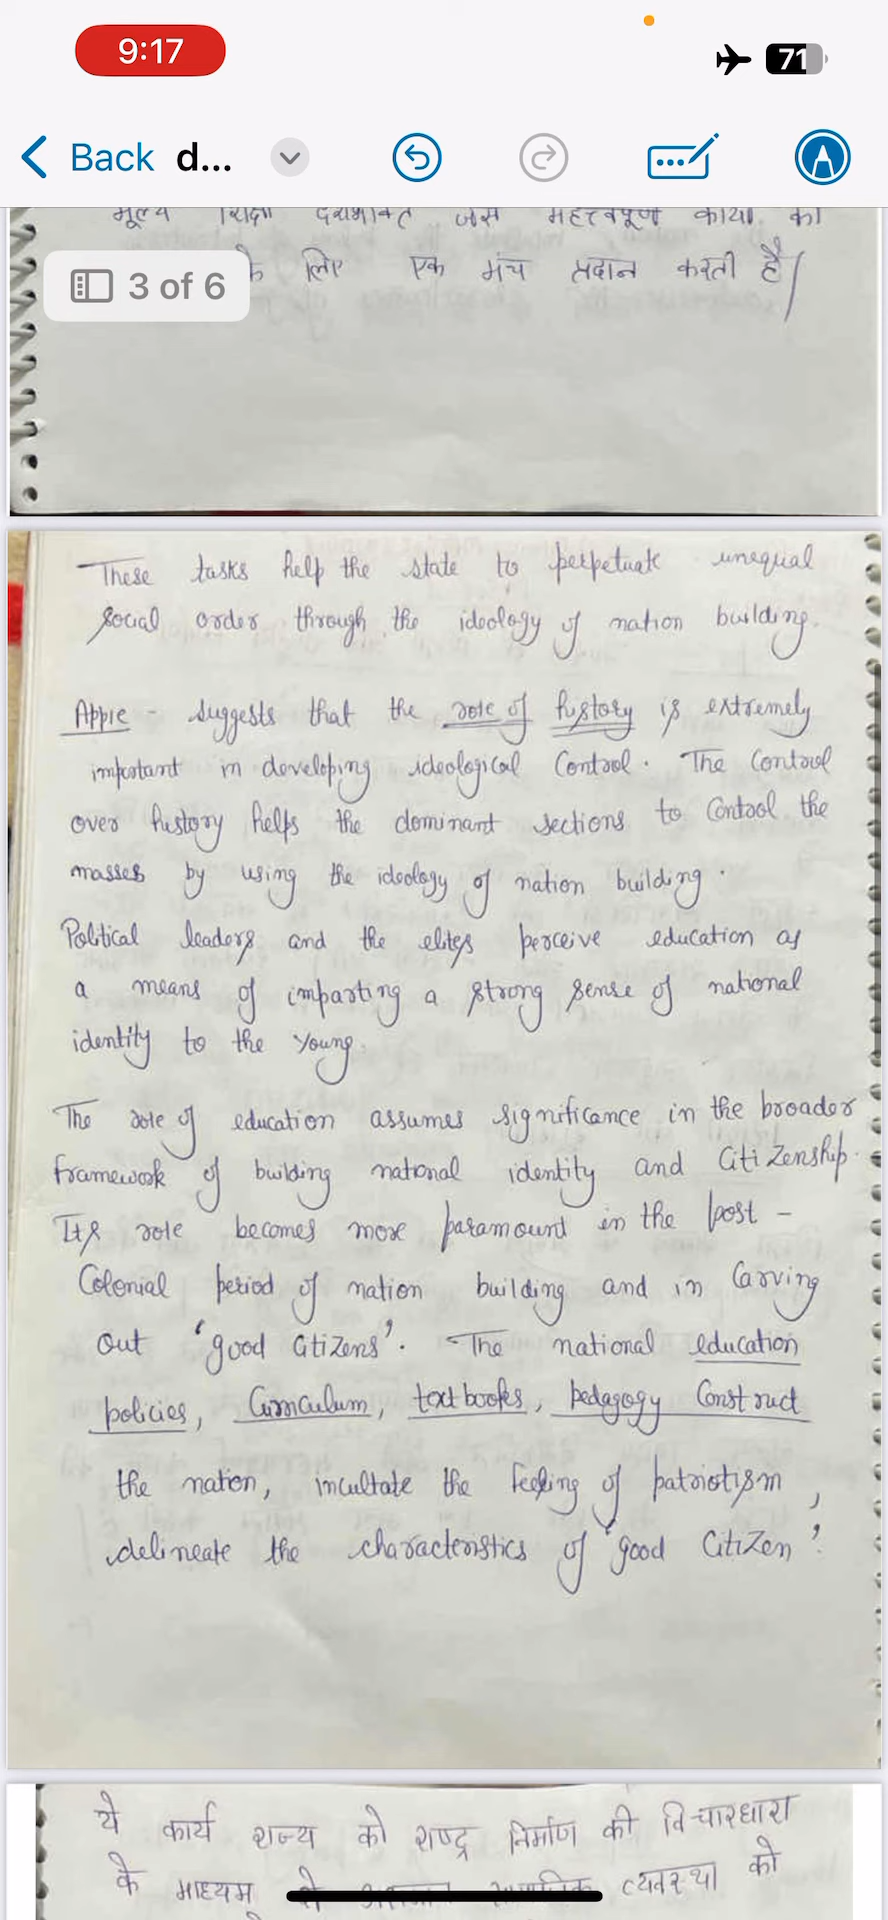 9:17
71
Back d...
मूल्य शिक्षा देशभक्ति जैसे महत्त्वपूर्ण कार्यों को
3 of 6 के लिए एक मंच प्रदान करती है|
These tasks help the state to perpetuate unequal
social order through the ideology of nation building.
Apple - suggests that the role of history is extremely
important in developing ideological Control. The Control
over history helps the dominant sections to Control the
masses by using the ideology of nation building.
Political leaders and the elites perceive education as
a means of imparting a strong sense of national
identity to the young.
The role of education assumes significance in the broader
framework of building national identity and Citizenship.
Its role becomes more paramount in the post -
Colonial period of nation building and in Carving
out 'good Citizens'. The national education
policies, Curriculum, textbooks, pedagogy Construct
the nation, incultate the feeling of patriotism,
delineate the characteristics of 'good Citizen'.
ये कार्य राज्य को राष्ट्र निर्माण की विचारधारा
के माध्यम से व्यवस्था को